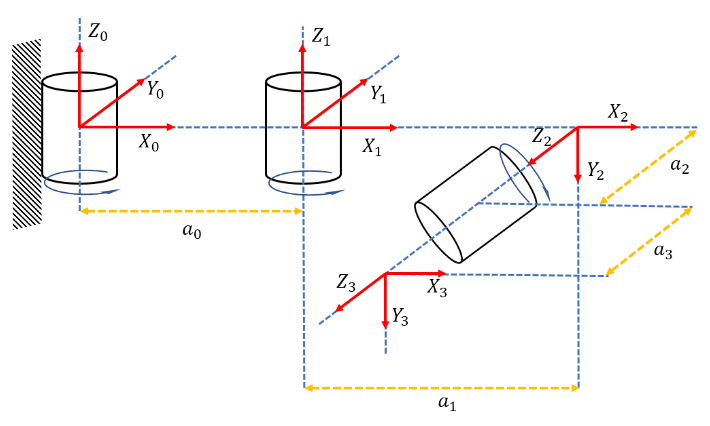 Z₀
Z₁
Y₀
Y₁
X₀
X₁
X₂
Z₂
Y₂
a₂
a₀
a₃
Z₃
X₃
Y₃
a₁